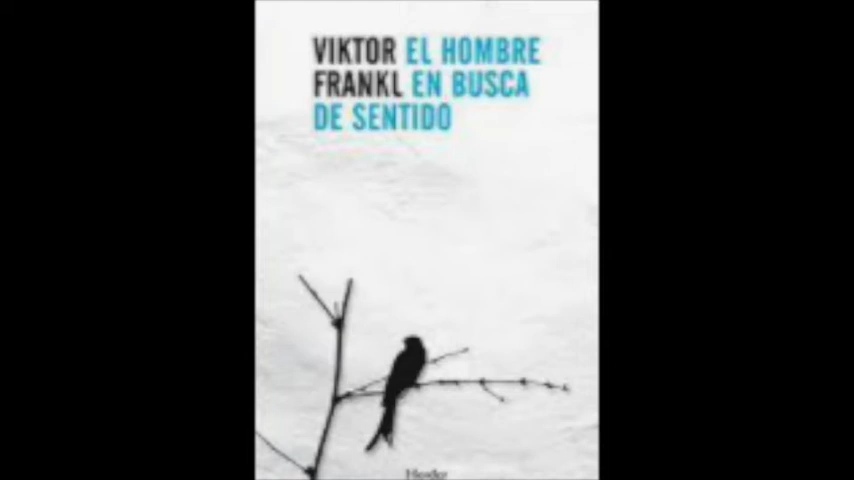 VIKTOR EL HOMBRE
FRANKL EN BUSCA
DE SENTIDO
Herder